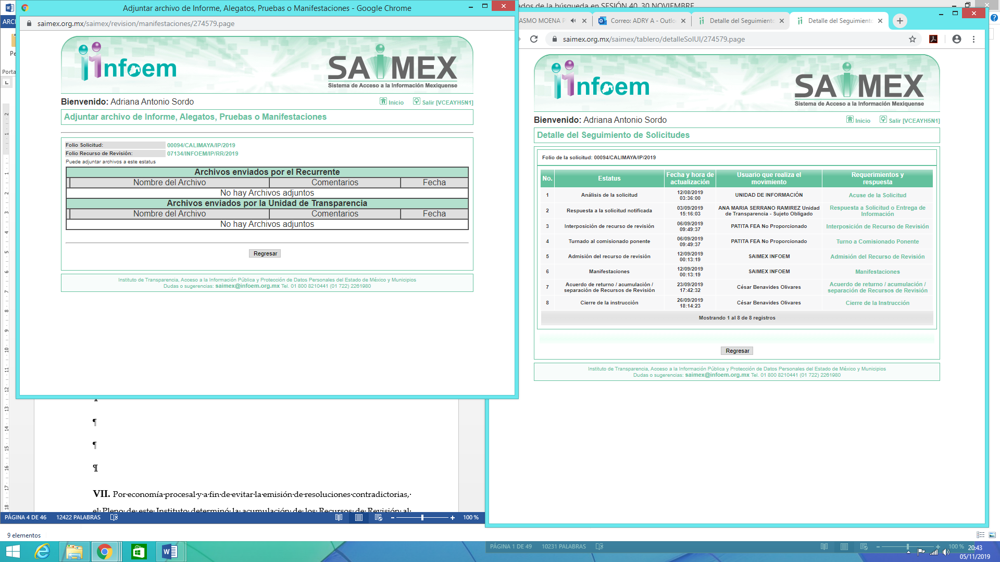 Adjuntar archivo de Informe, Alegatos, Pruebas o Manifestaciones - Google Chrome
saimex.org.mx/saimex/revision/manifestaciones/274579.page
infoem
SAIMEX
Sistema de Acceso a la Información Mexiquense
Bienvenido: Adriana Antonio Sordo
Inicio Salir [VCEAYH5N1]
Adjuntar archivo de Informe, Alegatos, Pruebas o Manifestaciones
Folio Solicitud: 00094/CALIMAYA/IP/2019
Folio Recurso de Revisión: 07134/INFOEM/IP/RR/2019
Puede adjuntar archivos a este estatus
Archivos enviados por el Recurrente
Nombre del Archivo Comentarios Fecha
No hay Archivos adjuntos
Archivos enviados por la Unidad de Transparencia
Nombre del Archivo Comentarios Fecha
No hay Archivos adjuntos
Regresar
Instituto de Transparencia, Acceso a la Información Pública y Protección de Datos Personales del Estado de México y Municipios
Dudas o sugerencias: saimex@infoem.org.mx Tel. 01 800 8210441 (01 722) 2261980
¶
¶
¶
VII. Por·economía·procesal·y·a·fin·de·evitar·la·emisión·de·resoluciones·contradictorias,·
el·Pleno·de·este·Instituto·determinó·la·acumulación·de·los·Recursos·de·Revisión·al·
PÁGINA 4 DE 46 12422 PALABRAS 100 %
9 elementos
de la búsqueda en SESIÓN 40, 30 NOVIEMBRE
ASMO MOENA P Correo: ADRY A - Outlo Detalle del Seguimiento Detalle del Seguimiento
saimex.org.mx/saimex/tablero/detalleSolUI/274579.page
infoem
SAIMEX
Sistema de Acceso a la Información Mexiquense
Bienvenido: Adriana Antonio Sordo
Inicio Salir [VCEAYH5N1]
Detalle del Seguimiento de Solicitudes
Folio de la solicitud: 00094/CALIMAYA/IP/2019
No. Estatus Fecha y hora de actualización Usuario que realiza el movimiento Requerimientos y respuesta
1 Análisis de la solicitud 12/08/2019 03:36:00 UNIDAD DE INFORMACIÓN Acuse de la Solicitud
2 Respuesta a la solicitud notificada 03/09/2019 15:16:03 ANA MARIA SERRANO RAMIREZ Unidad de Transparencia - Sujeto Obligado Respuesta a Solicitud o Entrega de Información
3 Interposición de recurso de revisión 06/09/2019 09:49:37 PATITA FEA No Proporcionado Interposición de Recurso de Revisión
4 Turnado al comisionado ponente 06/09/2019 09:49:37 PATITA FEA No Proporcionado Turno a Comisionado Ponente
5 Admisión del recurso de revisión 12/09/2019 00:13:19 SAIMEX INFOEM Admisión del Recurso de Revisión
6 Manifestaciones 12/09/2019 00:13:19 SAIMEX INFOEM Manifestaciones
7 Acuerdo de returno / acumulación / separación de Recursos de Revisión 23/09/2019 17:42:32 César Benavides Olivares Acuerdo de returno / acumulación / separación de Recursos de Revisión
8 Cierre de la instrucción 26/09/2019 18:14:23 César Benavides Olivares Cierre de la Instrucción
Mostrando 1 al 8 de 8 registros
Regresar
Instituto de Transparencia, Acceso a la Información Pública y Protección de Datos Personales del Estado de México y Municipios
Dudas o sugerencias: saimex@infoem.org.mx Tel. 01 800 8210441 (01 722) 2261980
PÁGINA 1 DE 49 10231 PALABRAS 100 %
20:43
05/11/2019